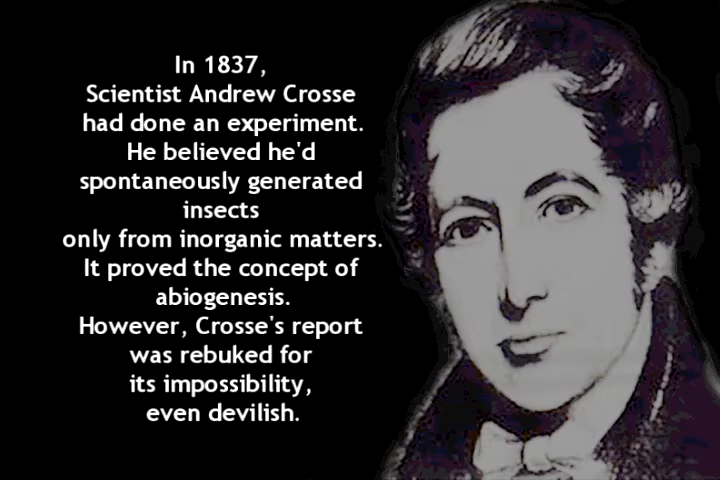 In 1837,
Scientist Andrew Crosse
had done an experiment.
He believed he'd
spontaneously generated
insects
only from inorganic matters.
It proved the concept of
abiogenesis.
However, Crosse's report
was rebuked for
its impossibility,
even devilish.